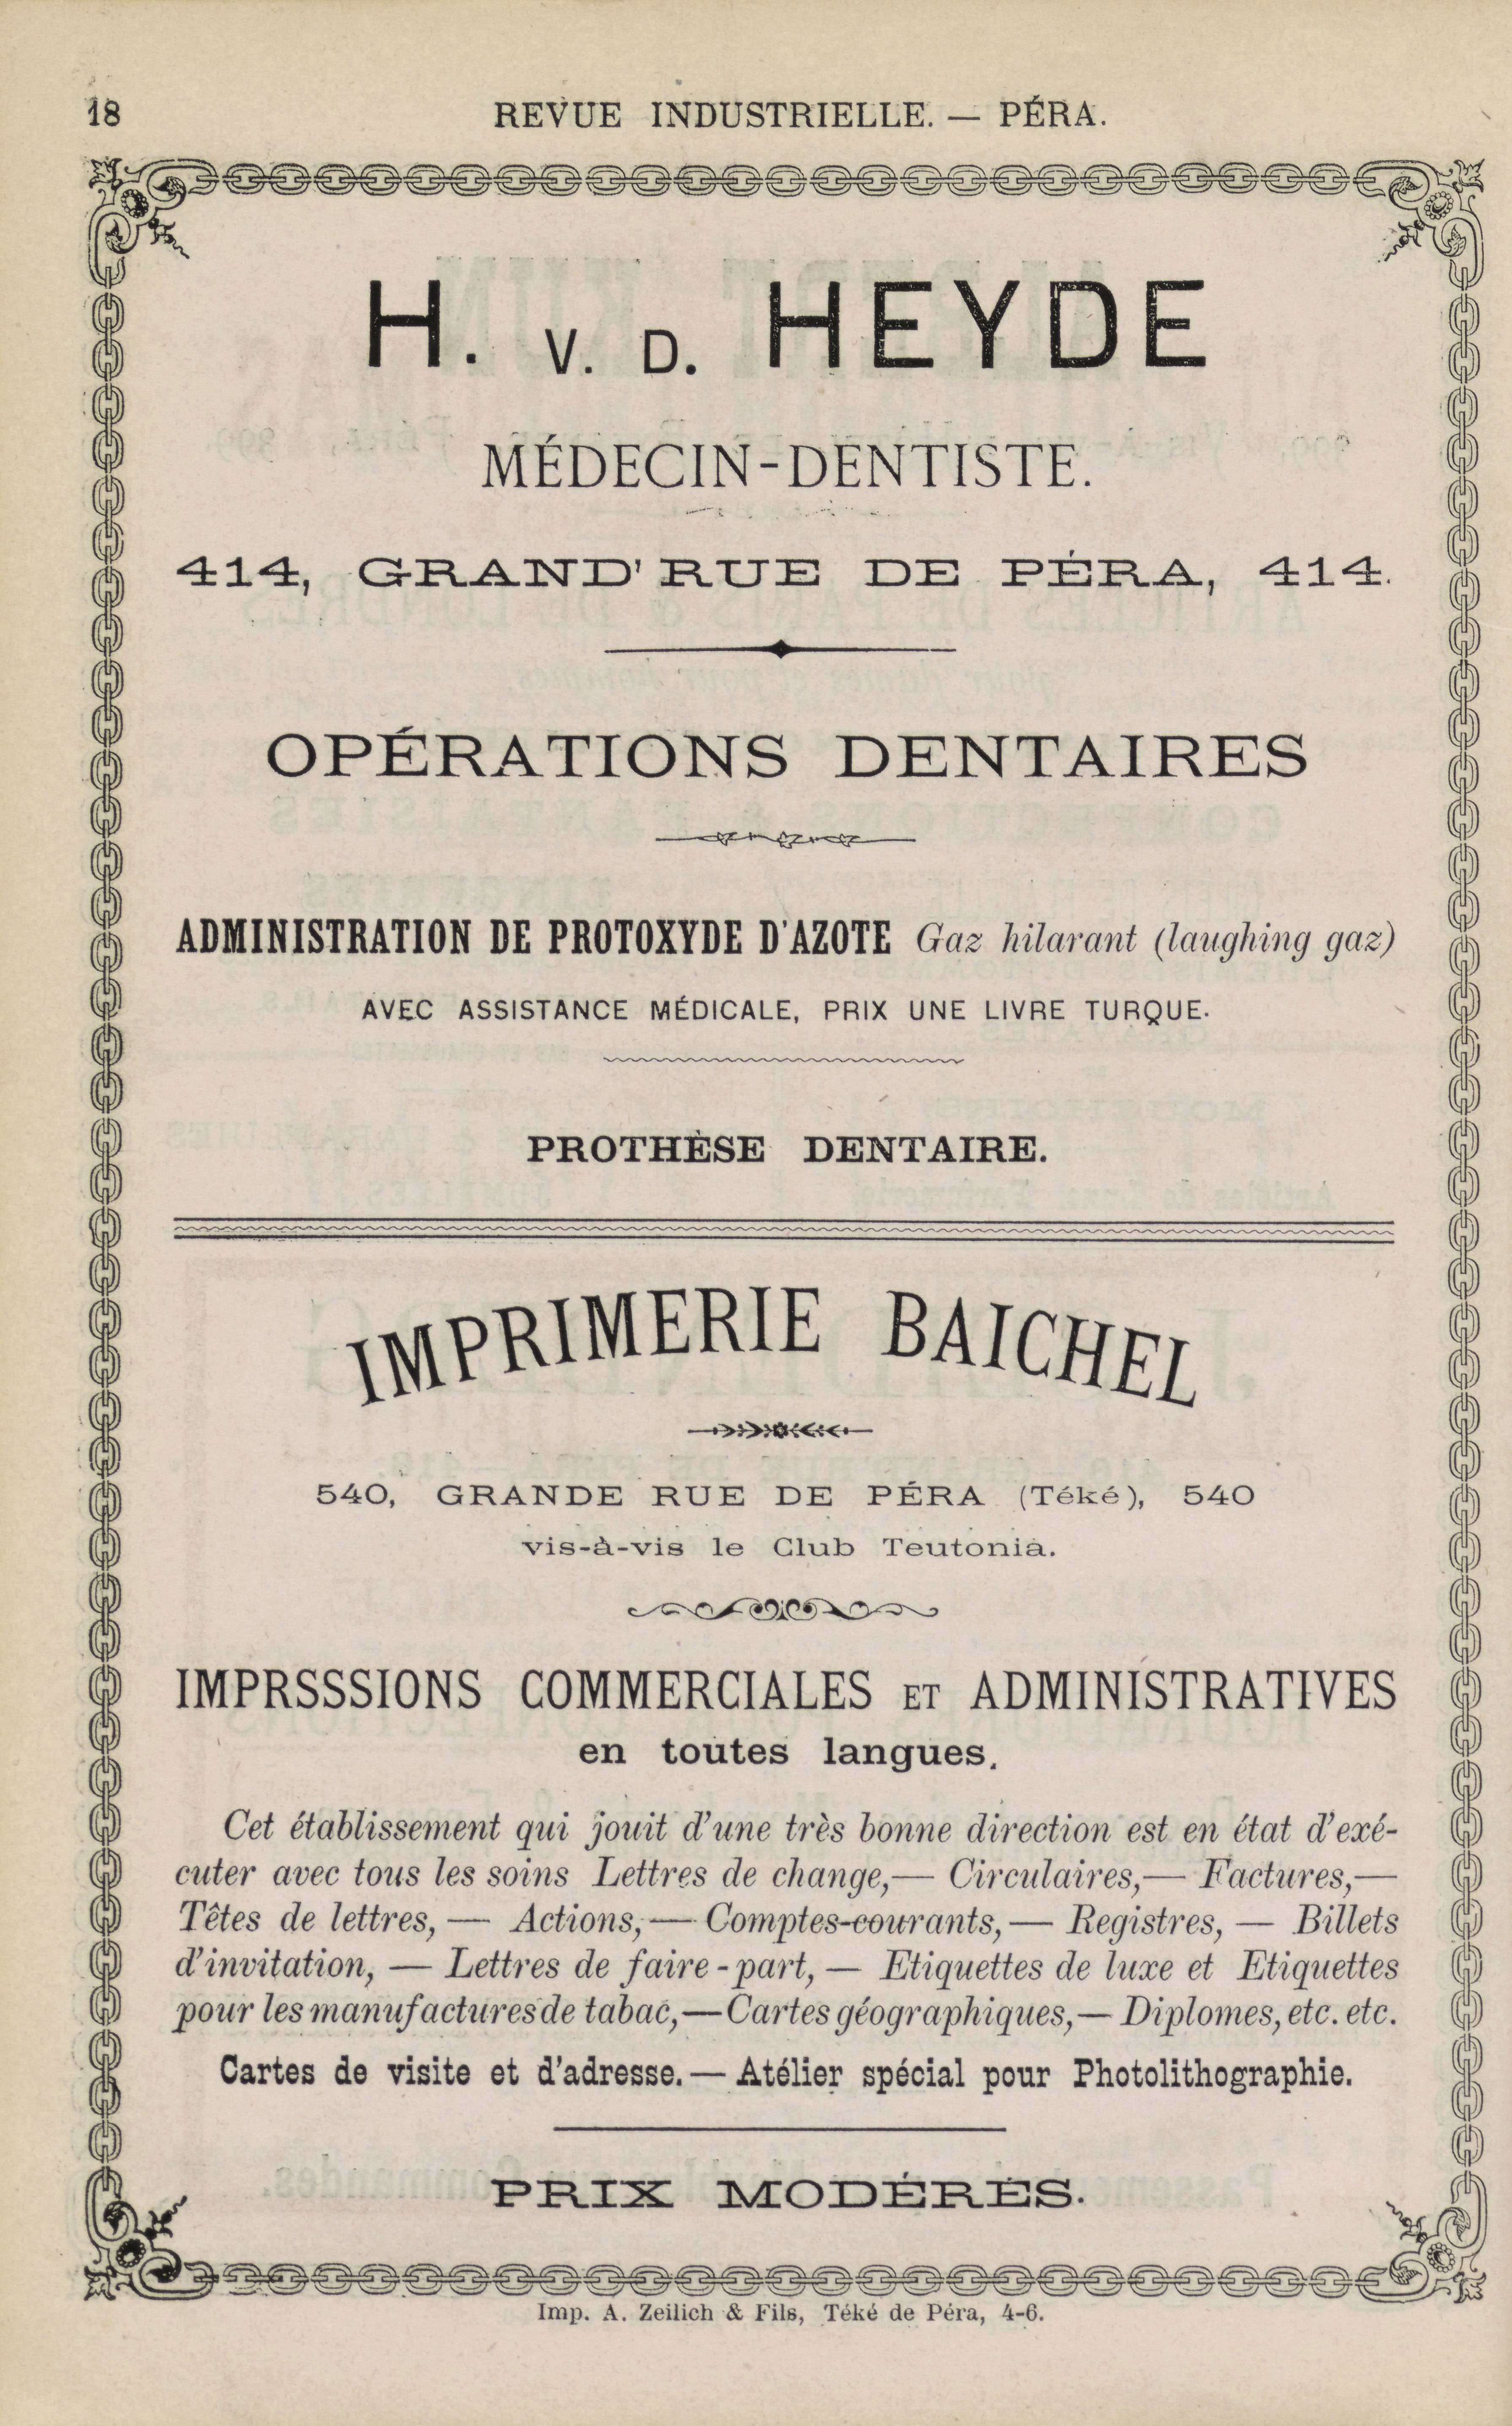 18
REVUE INDUSTRIELLE. — PÉRA.
H. V. D. HEYDE
MÉDECIN-DENTISTE.
414, GRAND' RUE DE PÉRA, 414.
OPÉRATIONS DENTAIRES
ADMINISTRATION DE PROTOXYDE D'AZOTE Gaz hilarant (laughing gaz)
AVEC ASSISTANCE MÉDICALE, PRIX UNE LIVRE TURQUE.
PROTHÈSE DENTAIRE.
IMPRIMERIE BAICHEL
540, GRANDE RUE DE PÉRA (Téké), 540
vis-à-vis le Club Teutonia.
IMPRSSSIONS COMMERCIALES ET ADMINISTRATIVES
en toutes langues.
Cet établissement qui jouit d'une très bonne direction est en état d'exé-
cuter avec tous les soins Lettres de change,— Circulaires,— Factures,—
Têtes de lettres, — Actions, — Comptes-courants, — Registres, — Billets
d'invitation, — Lettres de faire-part, — Etiquettes de luxe et Etiquettes
pour les manufactures de tabac,—Cartes géographiques,— Diplomes, etc. etc.
Cartes de visite et d'adresse. — Atélier spécial pour Photolithographie.
PRIX MODÉRÉS.
Imp. A. Zeilich & Fils, Téké de Péra, 4-6.